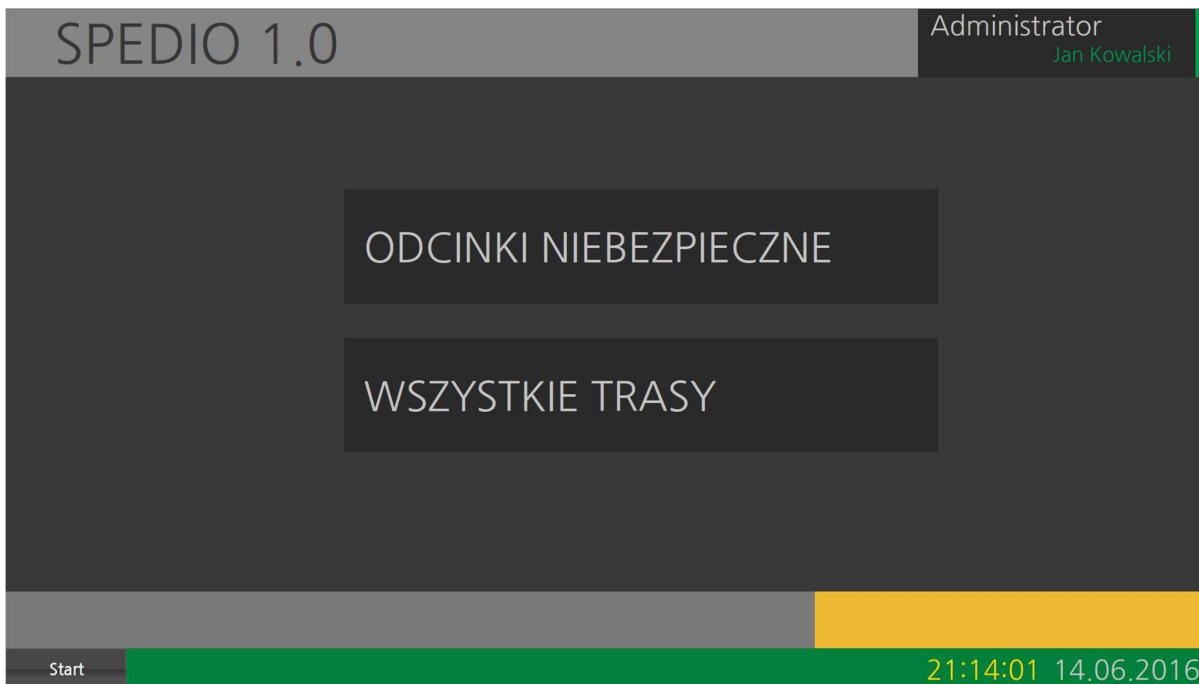 SPEDIO 1.0
Administrator
Jan Kowalski
ODCINKI NIEBEZPIECZNE
WSZYSTKIE TRASY
Start
21:14:01 14.06.2016